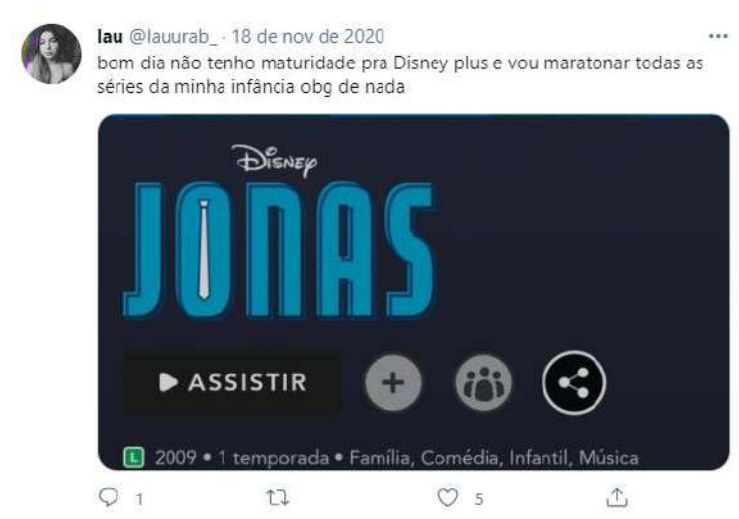 lau @lauurab_ · 18 de nov de 2020
bom dia não tenho maturidade pra Disney plus e vou maratonar todas as
séries da minha infância obg de nada
Disney
JONAS
ASSISTIR
L 2009 • 1 temporada • Família, Comédia, Infantil, Música
1 5